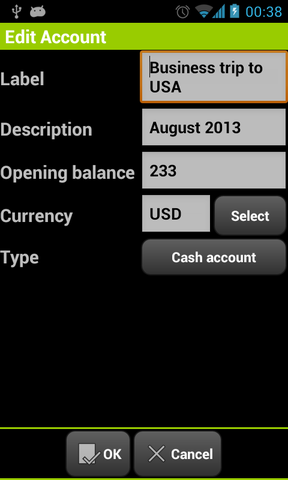 00:38
Edit Account
Label
Business trip to
USA
Description
August 2013
Opening balance
233
Currency
USD
Select
Type
Cash account
OK
Cancel